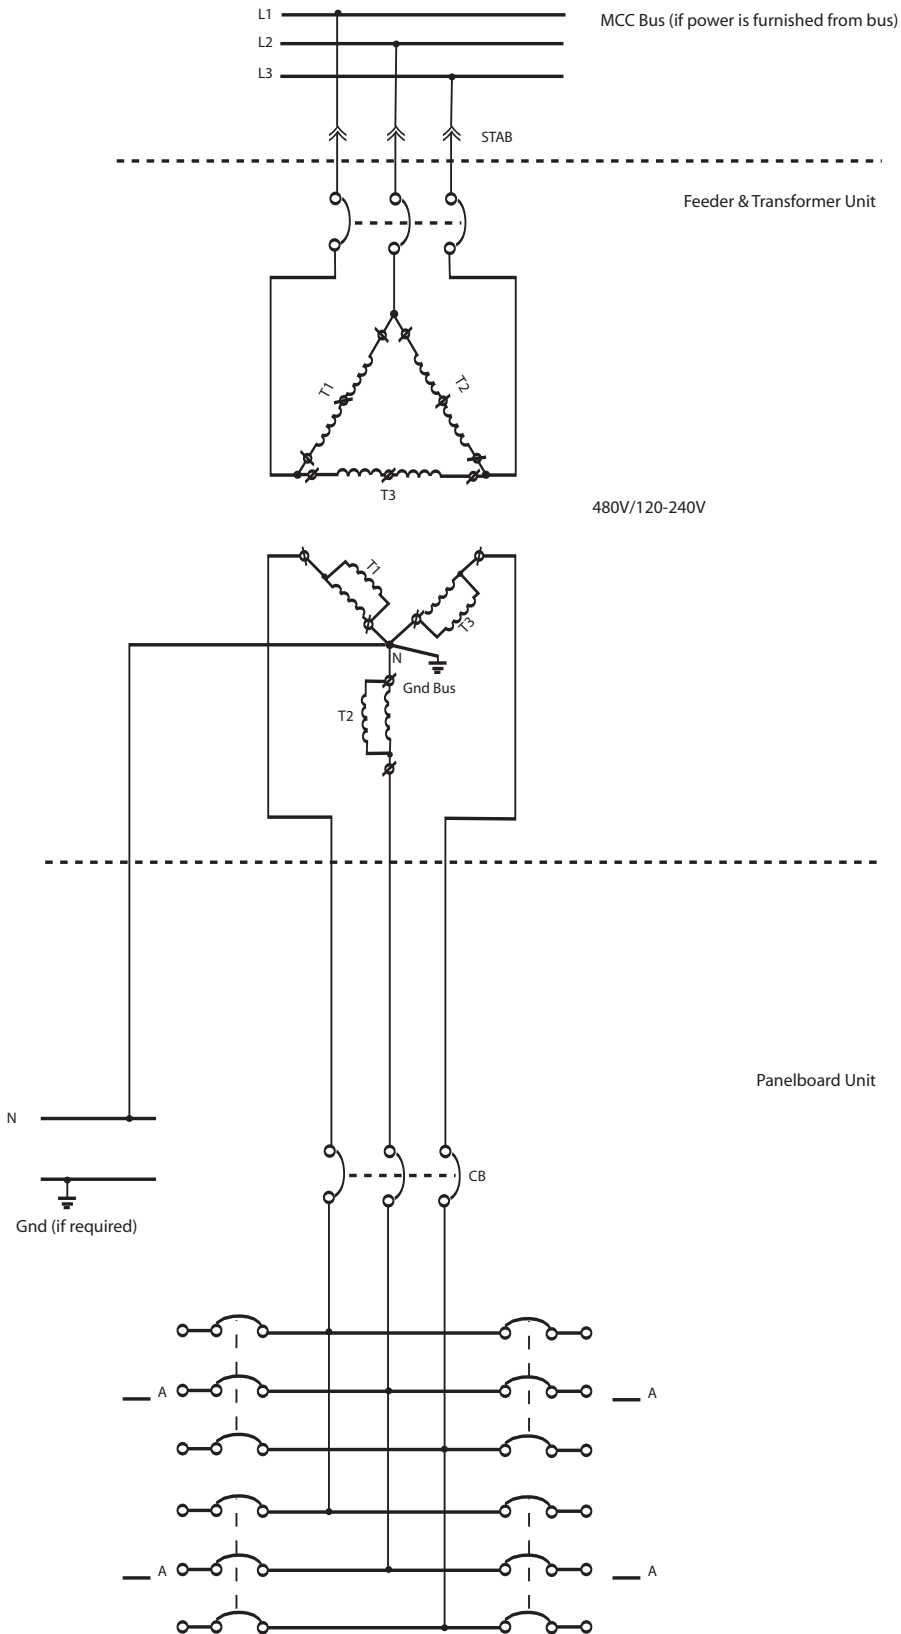 L1
MCC Bus (if power is furnished from bus)
L2
L3
STAB
Feeder & Transformer Unit
T1
T2
T3
480V/120-240V
T1
T3
N
Gnd Bus
T2
Panelboard Unit
N
CB
Gnd (if required)
A
A
A
A